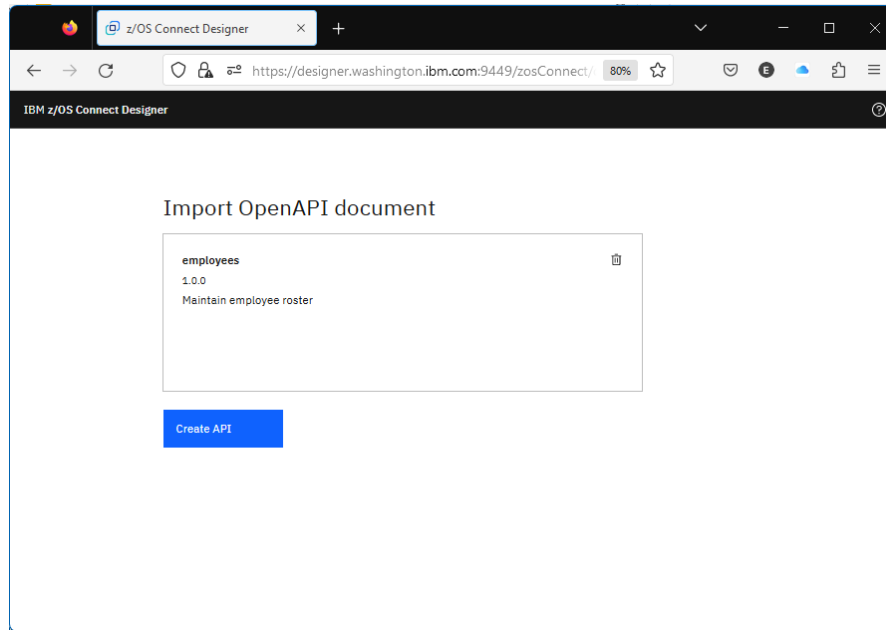 z/OS Connect Designer
https://designer.washington.ibm.com:9449/zosConnect/
80%
E
IBM z/OS Connect Designer
Import OpenAPI document
employees
1.0.0
Maintain employee roster
Create API